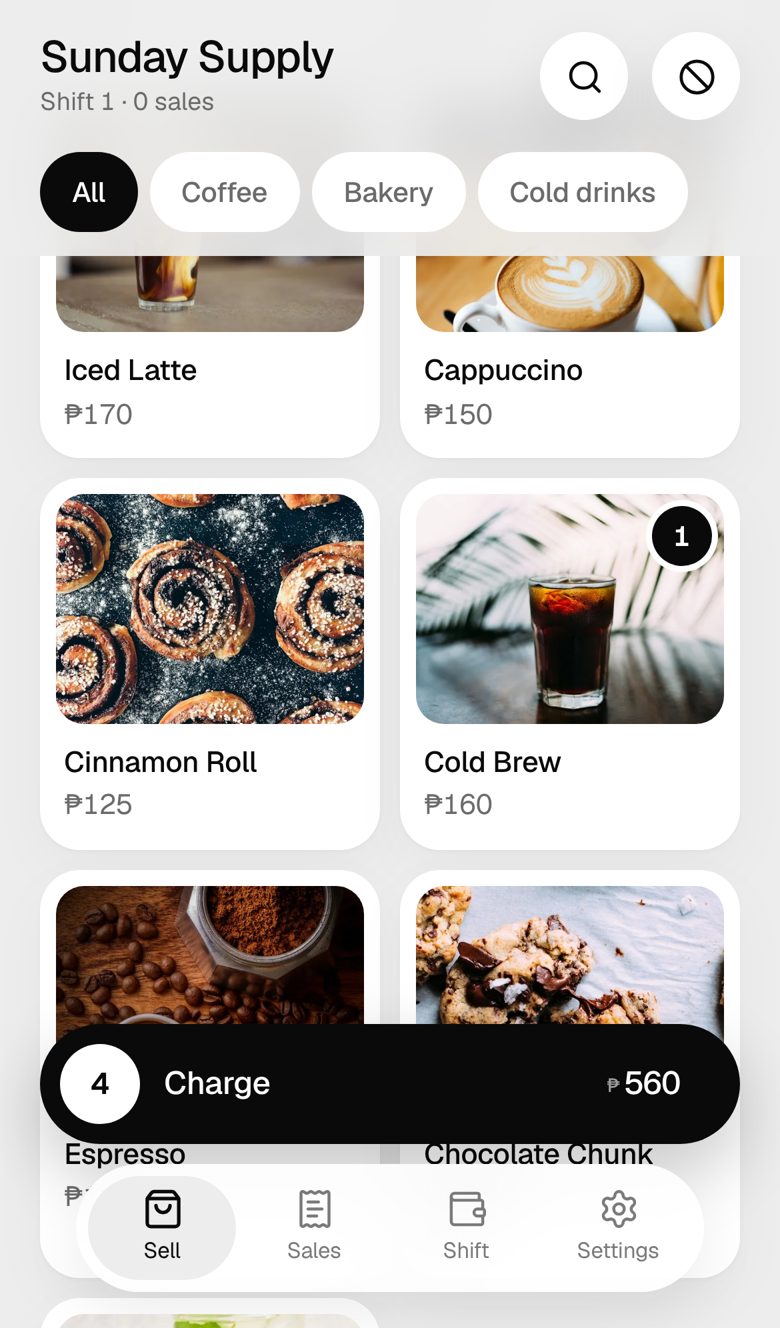 Sunday Supply
Shift 1 · 0 sales
All
Coffee
Bakery
Cold drinks
Iced Latte
Cappuccino
₱170
₱150
1
Cinnamon Roll
Cold Brew
₱125
₱160
4 Charge ₱560
Espresso
Chocolate Chunk
₱
Sell
Sales
Shift
Settings